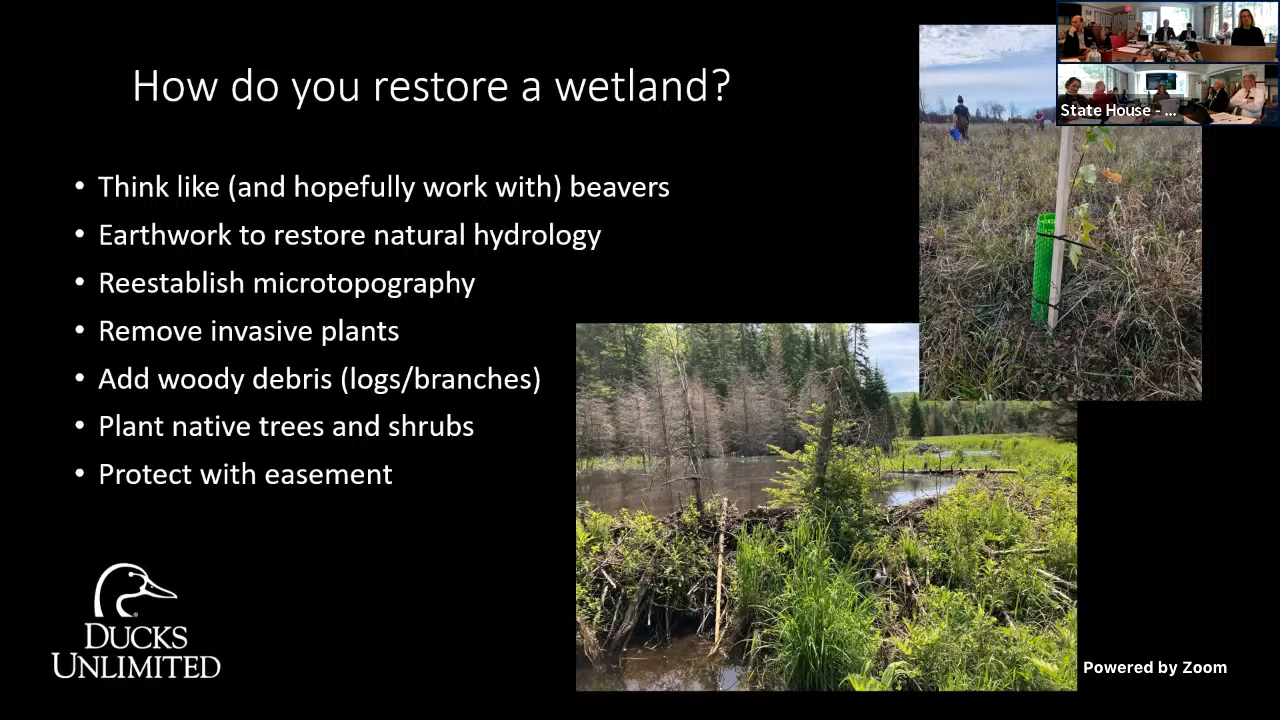 How do you restore a wetland?
• Think like (and hopefully work with) beavers
• Earthwork to restore natural hydrology
• Reestablish microtopography
• Remove invasive plants
• Add woody debris (logs/branches)
• Plant native trees and shrubs
• Protect with easement
DUCKS
UNLIMITED
State House - ...
Powered by Zoom